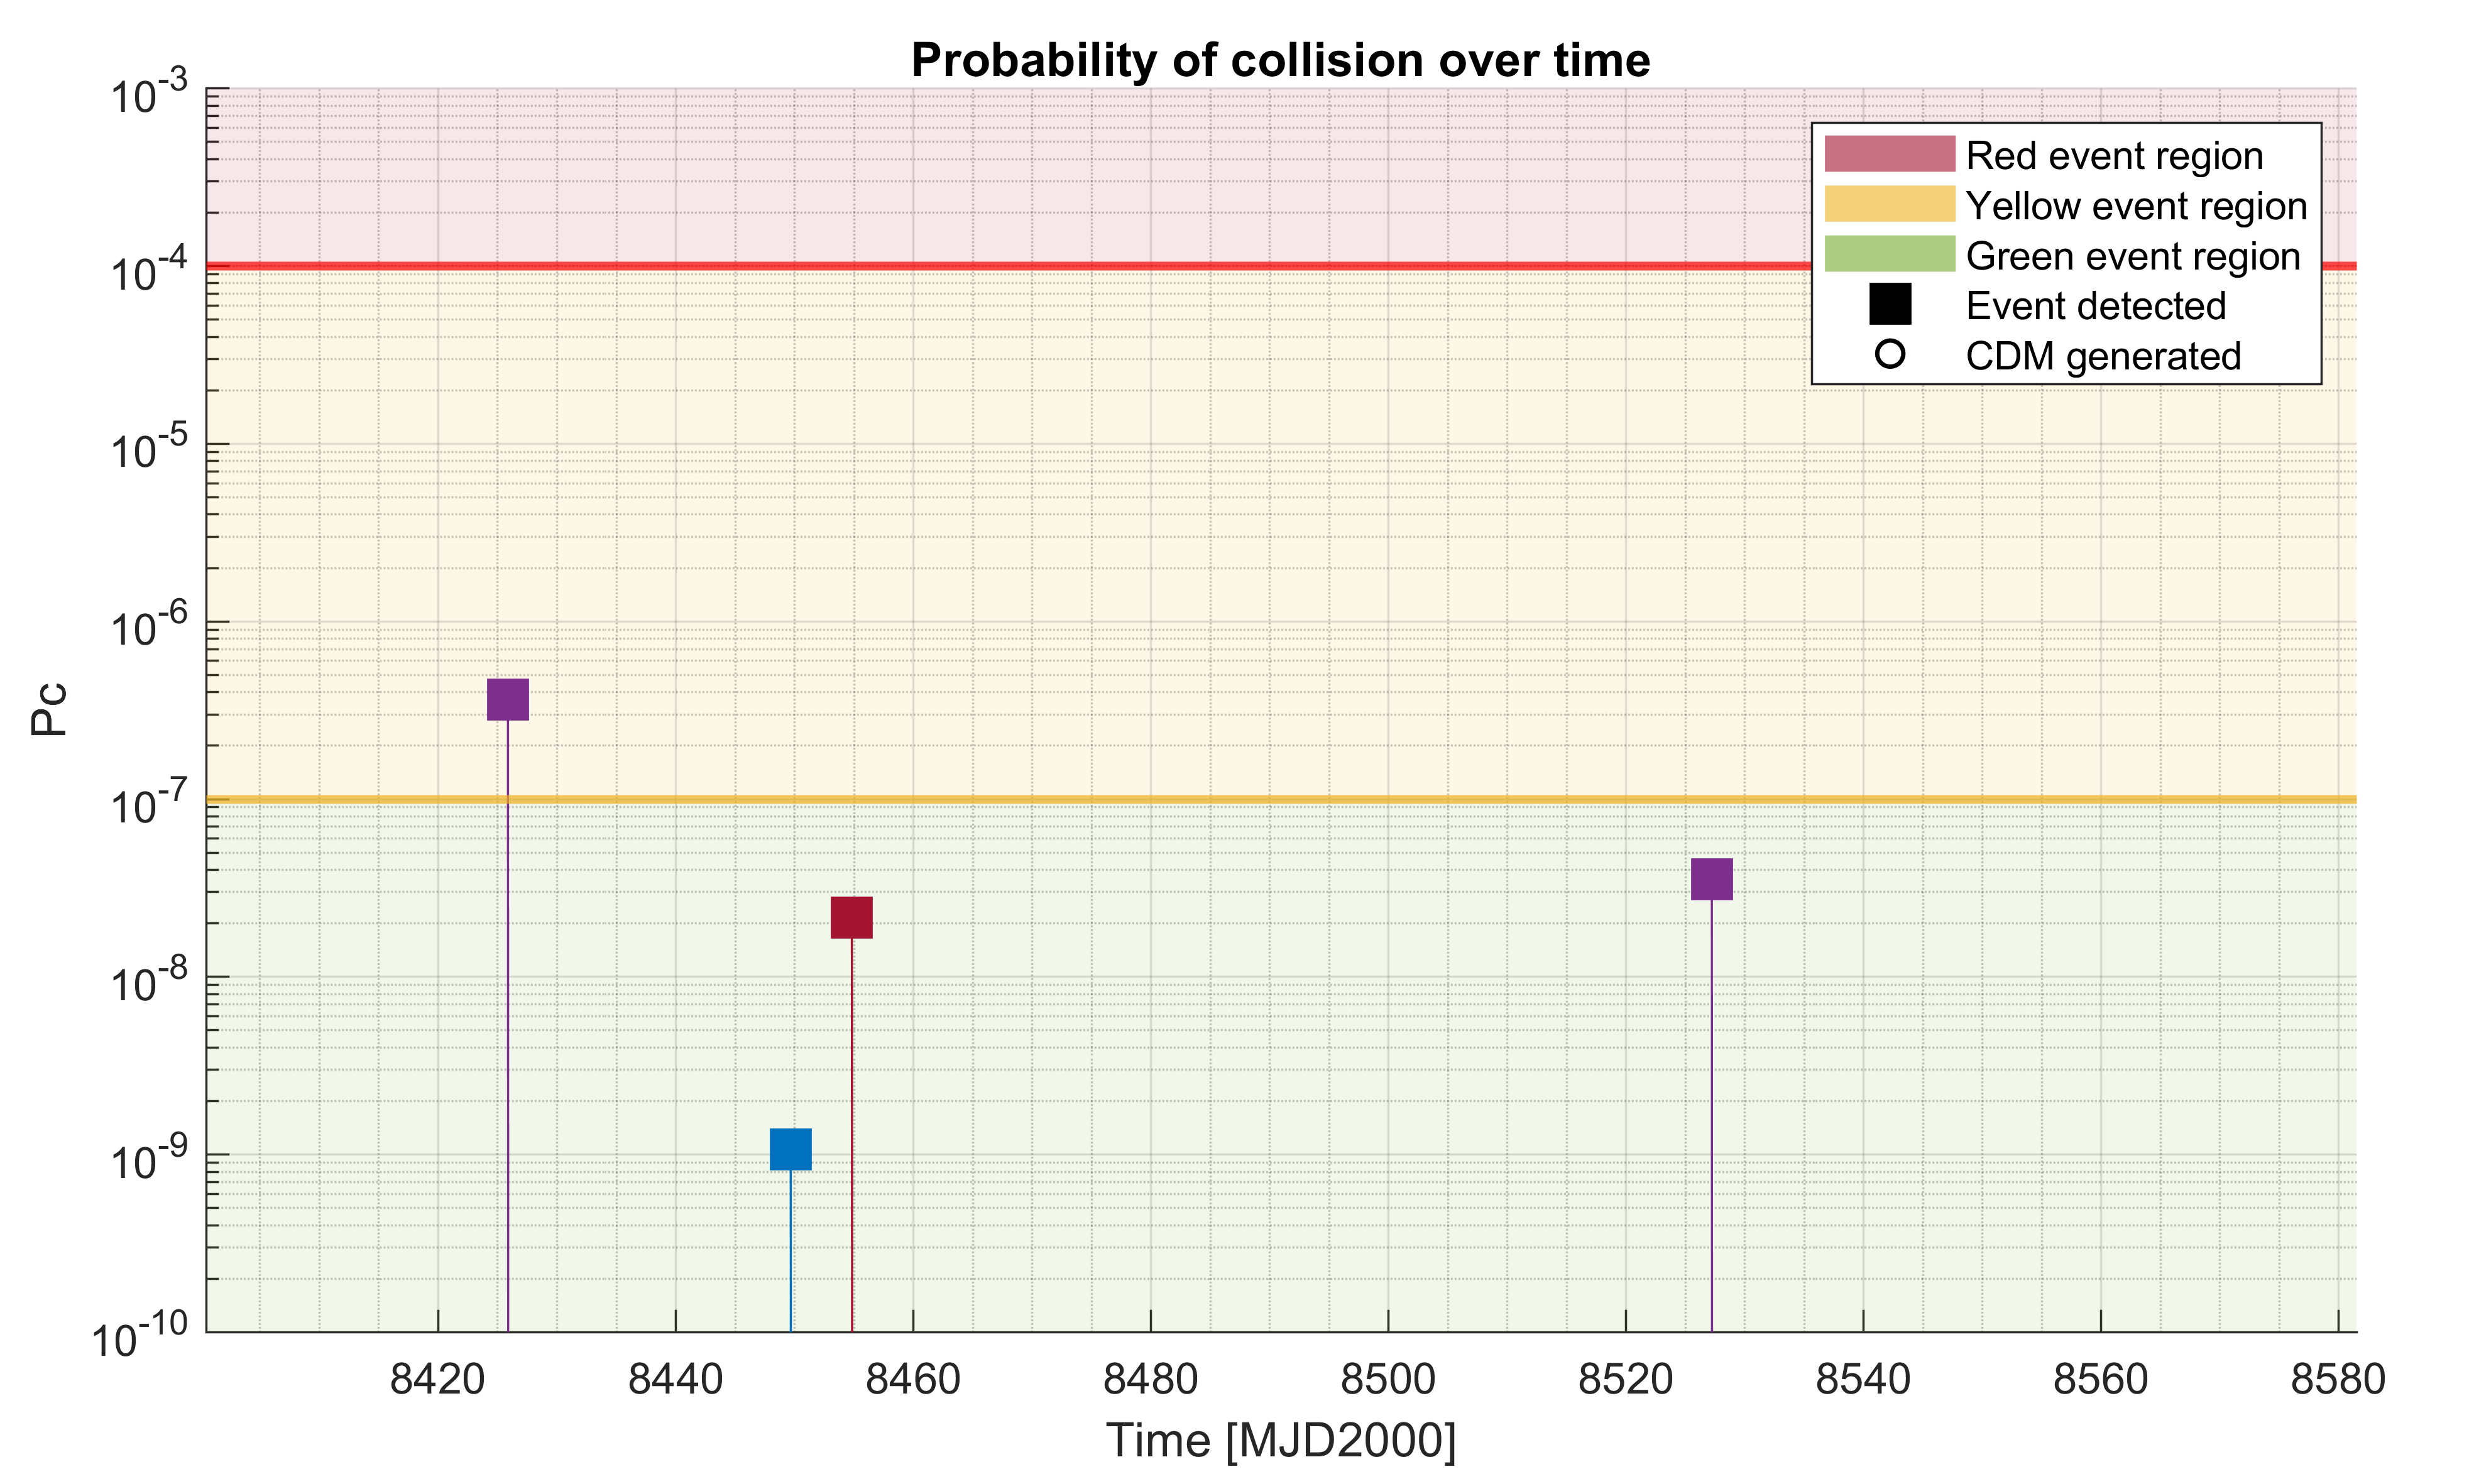 Probability of collision over time
10^-3
10^-4
10^-5
10^-6
10^-7
10^-8
10^-9
10^-10
Pc
Red event region
Yellow event region
Green event region
Event detected
CDM generated
8420 8440 8460 8480 8500 8520 8540 8560 8580
Time [MJD2000]